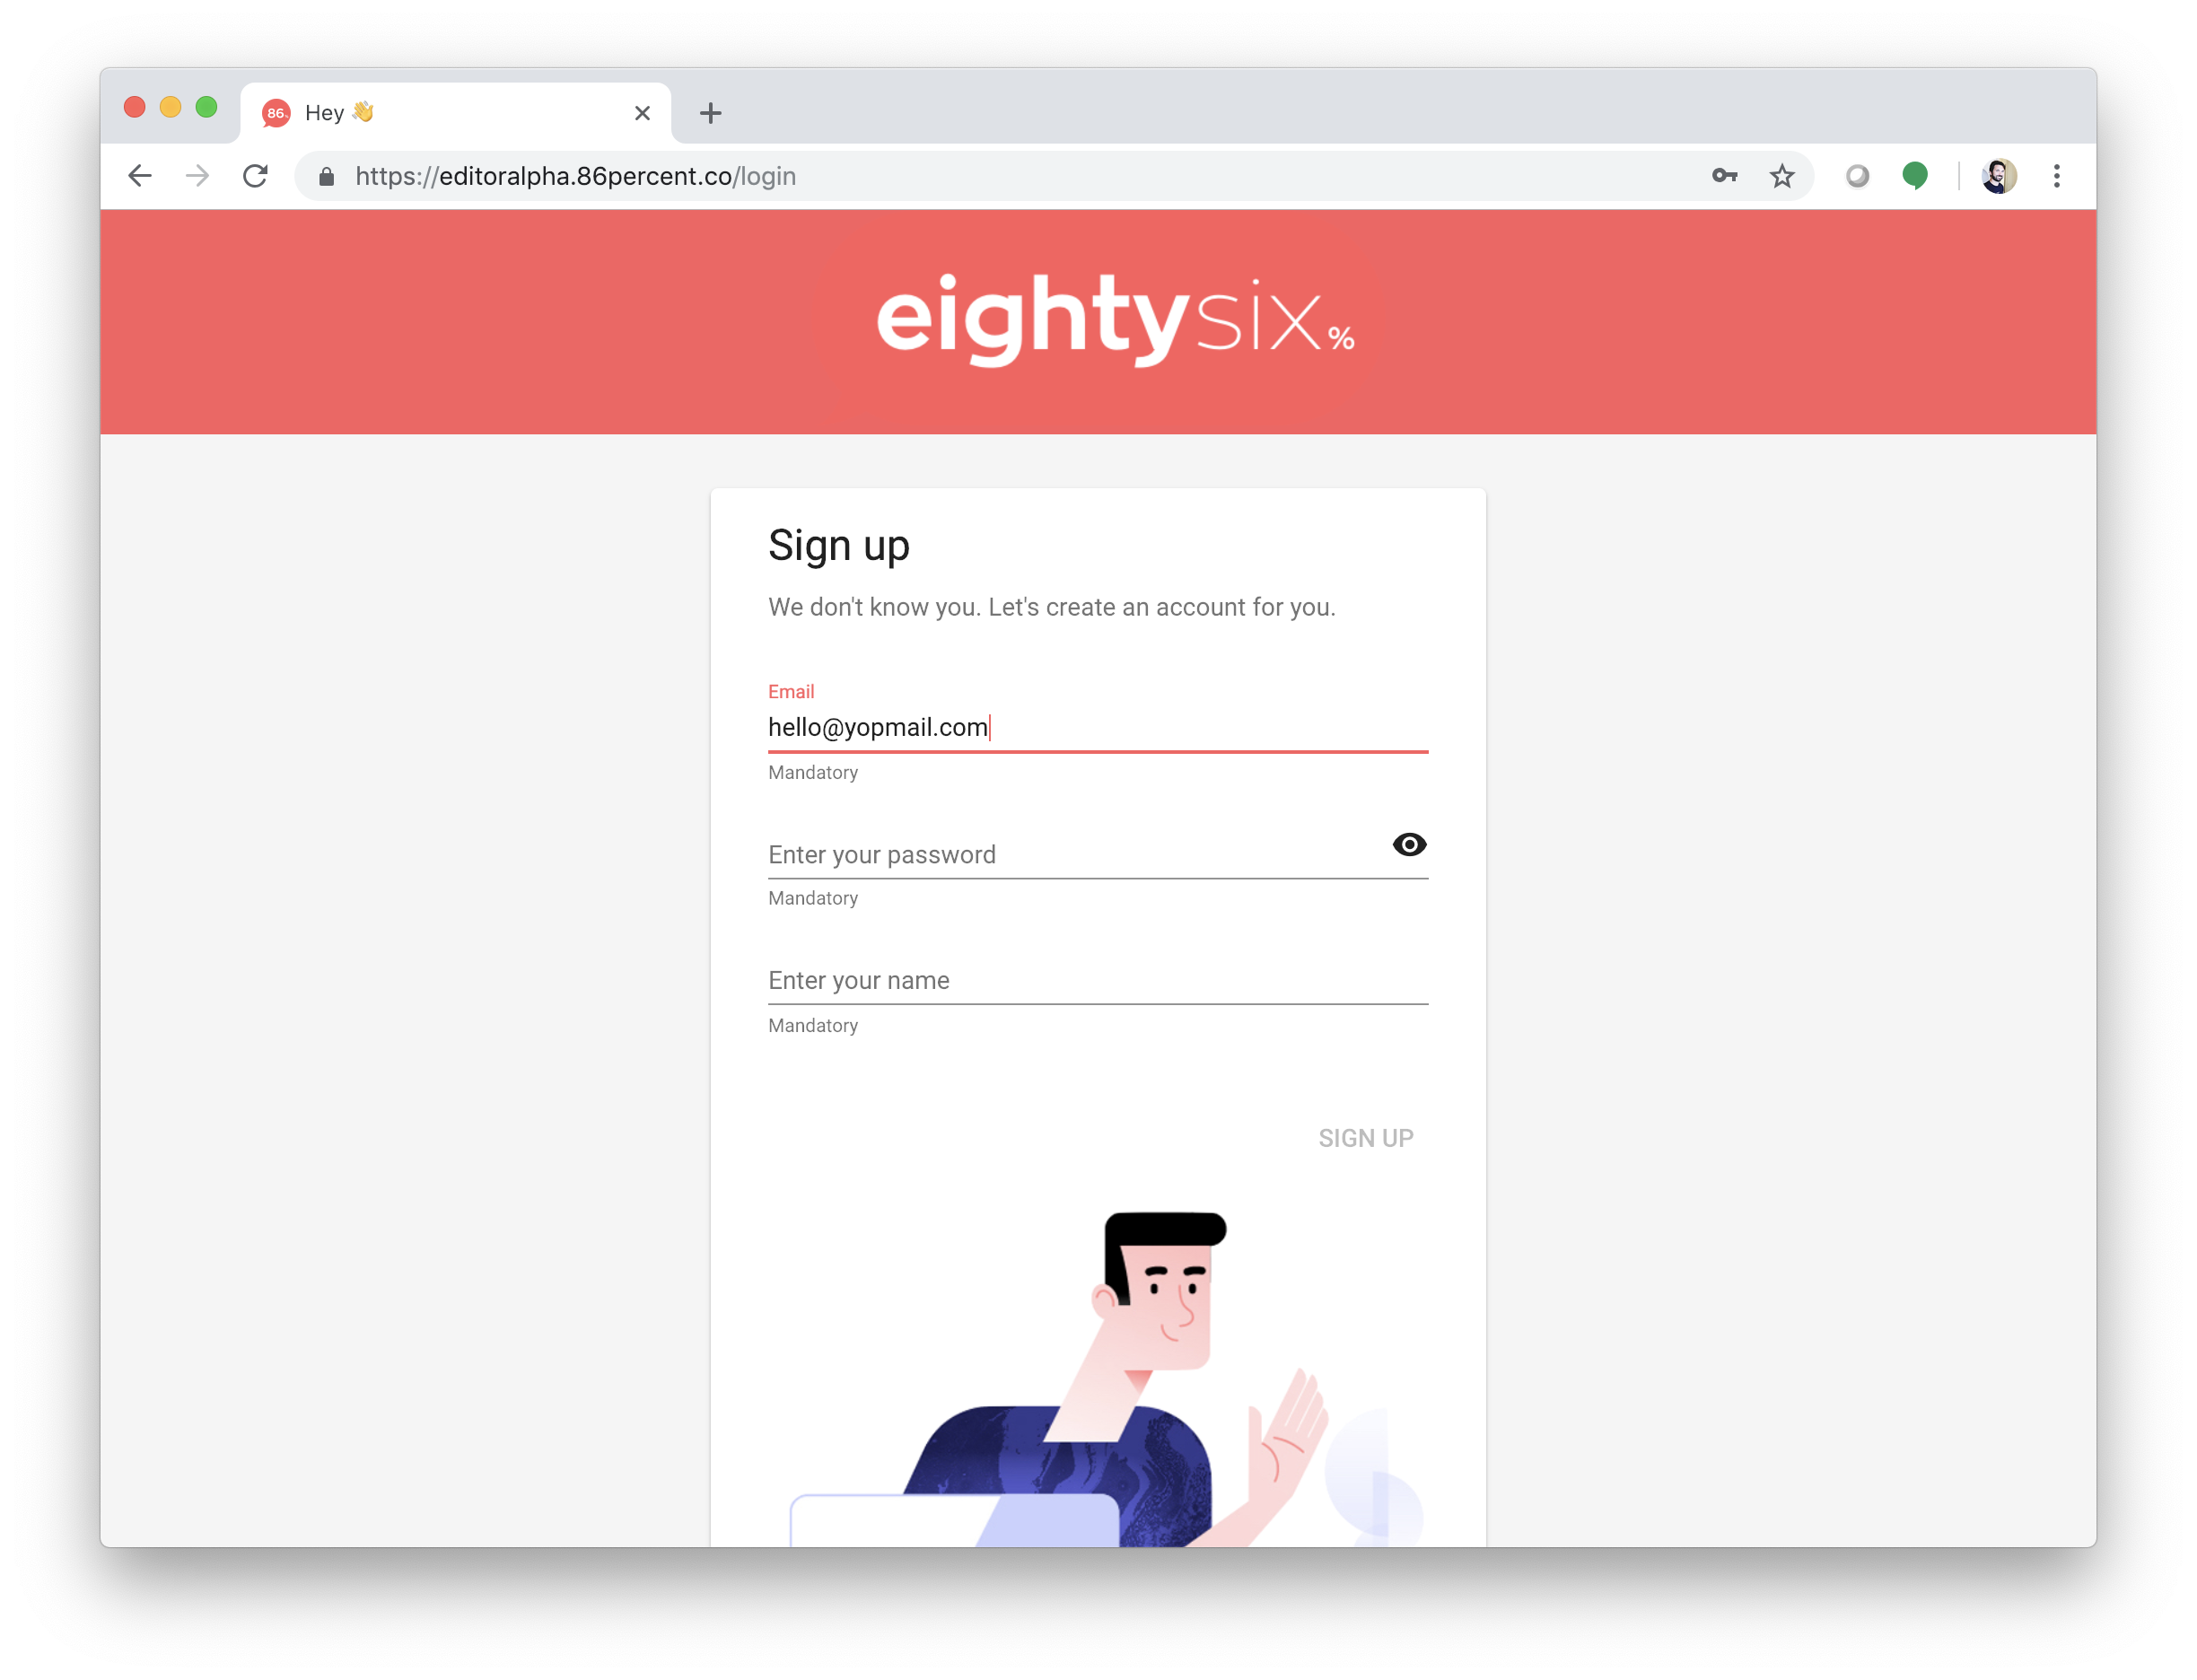 86%
Hey 👋
https://editoralpha.86percent.co/login
eightysix%
Sign up
We don't know you. Let's create an account for you.
Email
hello@yopmail.com
Mandatory
Enter your password
Mandatory
Enter your name
Mandatory
SIGN UP